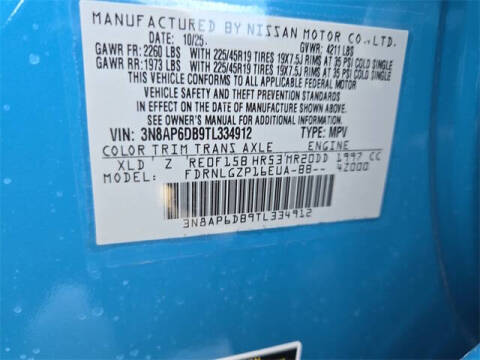 MANUFACTURED BY NISSAN MOTOR CO., LTD.
DATE: 10/25 GVWR: 4211 LBS
GAWR FR: 2260 LBS WITH 225/45R19 TIRES 19X7.5J RIMS AT 35 PSI COLD SINGLE
GAWR RR: 1973 LBS WITH 225/45R19 TIRES 19X7.5J RIMS AT 35 PSI COLD SINGLE
THIS VEHICLE CONFORMS TO ALL APPLICABLE FEDERAL MOTOR
VEHICLE SAFETY AND THEFT PREVENTION STANDARDS
IN EFFECT ON THE DATE OF MANUFACTURE SHOWN ABOVE.
SEE OWNER'S MANUAL FOR ADDITIONAL INFORMATION.
VIN: 3N8AP6DB9TL334912 TYPE: MPV
COLOR TRIM TRANS AXLE ENGINE
XLD Z RE0F15B HR53 MR20DD 1997 CC
MODEL: FDRNLGZP16EUA-BB-- 4Z000
3N8AP6DB9TL334912